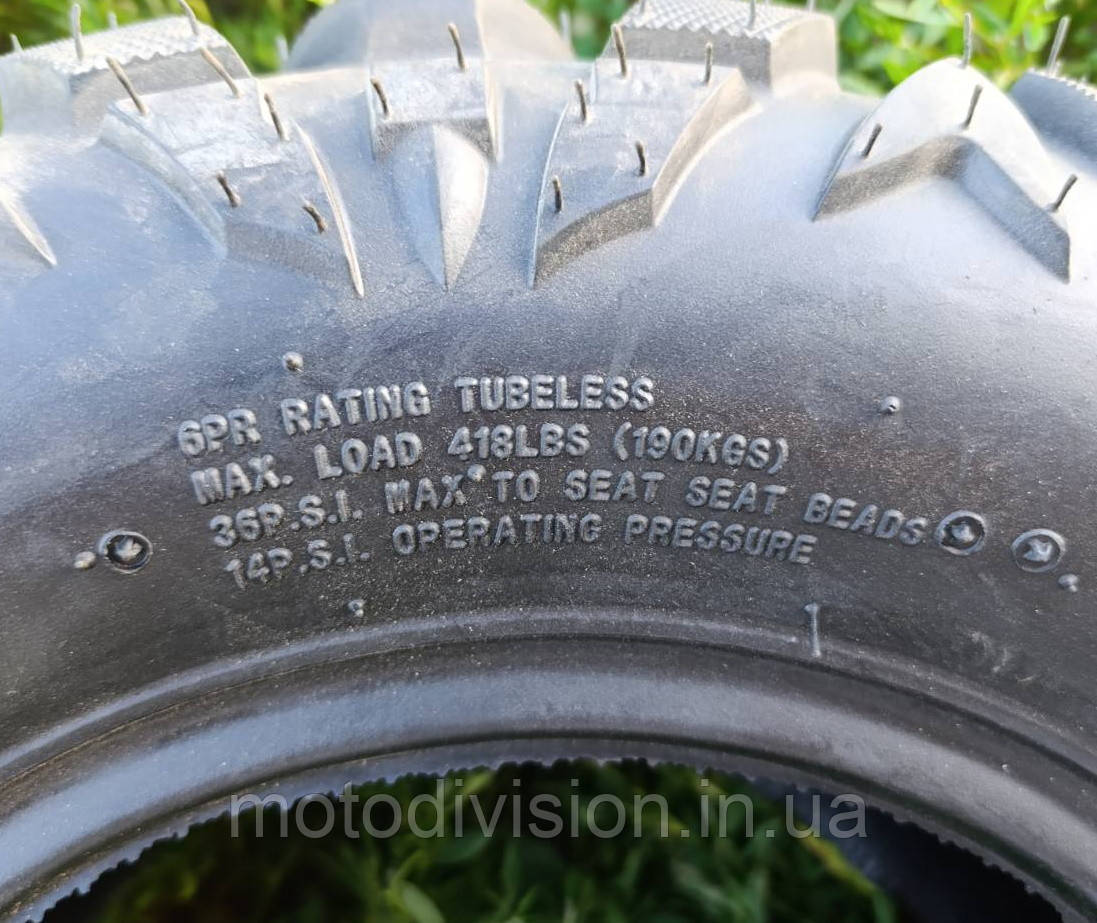 6PR RATING TUBELESS
MAX. LOAD 418LBS (190KGS)
36P.S.I. MAX TO SEAT SEAT BEADS
14P.S.I. OPERATING PRESSURE
motodivision.in.ua